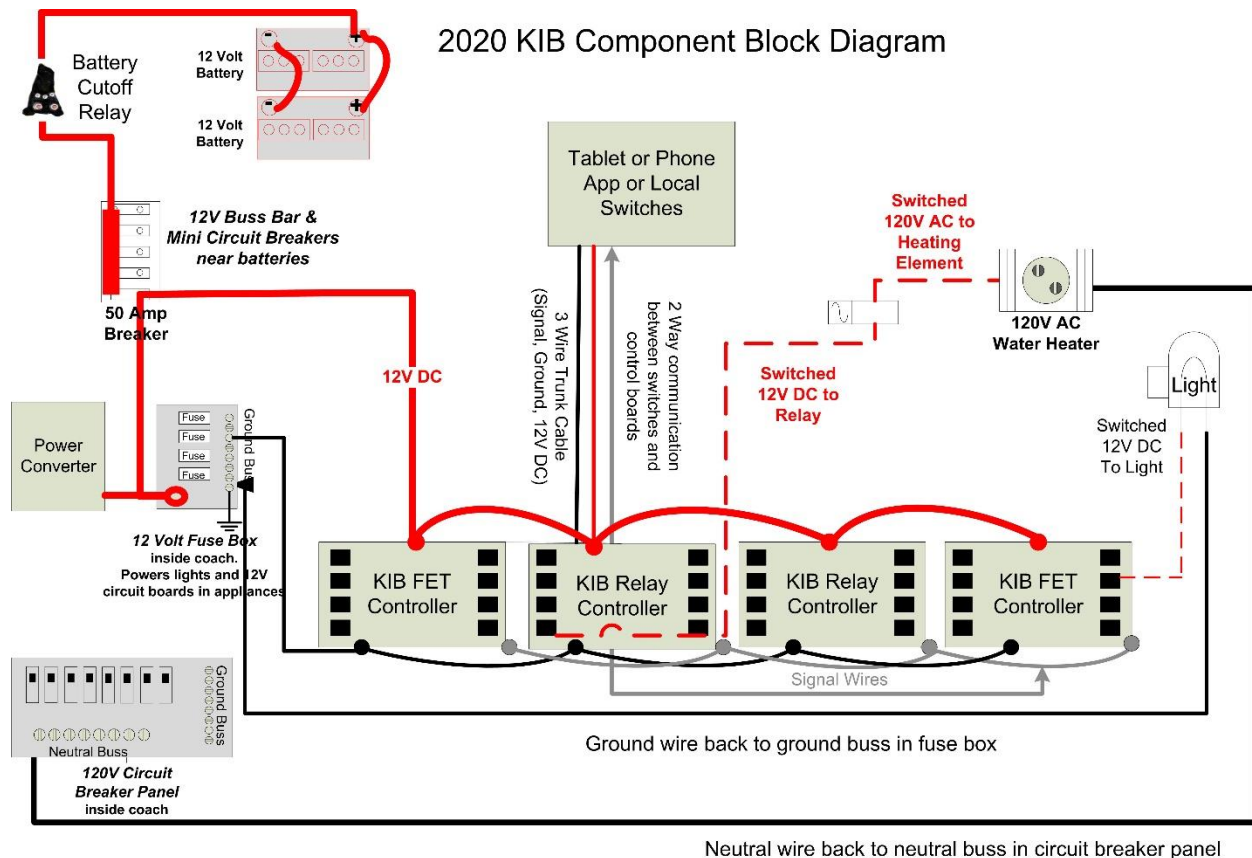 2020 KIB Component Block Diagram
Battery
Cutoff
Relay
-
+
12 Volt
Battery
-
+
12 Volt
Battery
Tablet or Phone
App or Local
Switches
12V Buss Bar &
Mini Circuit Breakers
near batteries
50 Amp
Breaker
Switched
120V AC to
Heating
Element
120V AC
Water Heater
3 Wire Trunk Cable
(Signal, Ground, 12V DC)
2 Way communication
between switches and
control boards
12V DC
Switched
12V DC to
Relay
Light
Switched
12V DC
To Light
Power
Converter
Fuse
Fuse
Fuse
Fuse
Ground Bus
12 Volt Fuse Box
inside coach.
Powers lights and 12V
circuit boards in appliances
KIB FET
Controller
KIB Relay
Controller
KIB Relay
Controller
KIB FET
Controller
Signal Wires
Ground Buss
Neutral Buss
120V Circuit
Breaker Panel
inside coach
Ground wire back to ground buss in fuse box
Neutral wire back to neutral buss in circuit breaker panel